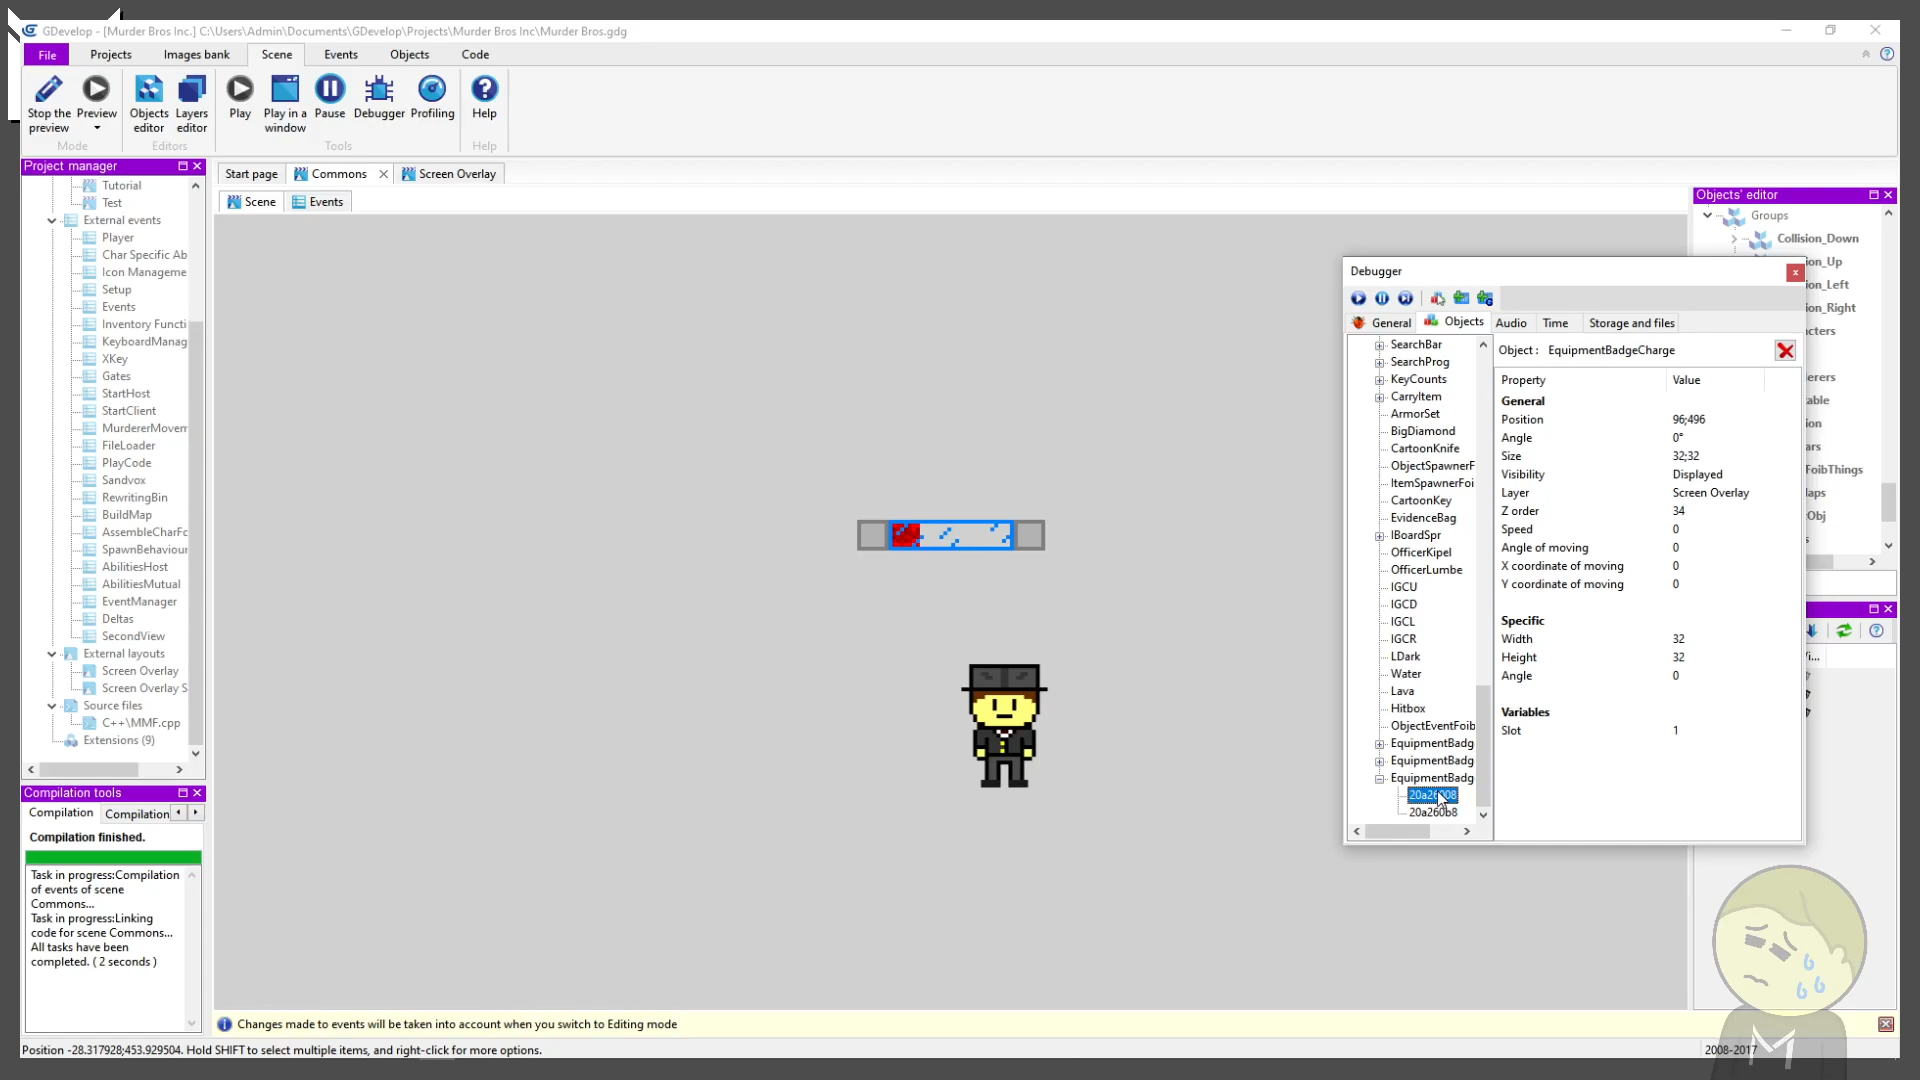 GDevelop - [Murder Bros Inc.] C:\Users\Admin\Documents\GDevelop\Projects\Murder Bros Inc\Murder Bros.gdg
File Projects Images bank Scene Events Objects Code
Stop the preview Preview Objects editor Layers editor Play Play in a window Pause Debugger Profiling Help
Mode Editors Tools Help
Project manager
Tutorial
Test
External events
Player
Char Specific Ab
Icon Manageme
Setup
Events
Inventory Functi
KeyboardManag
XKey
Gates
StartHost
StartClient
MurdererMovem
FileLoader
PlayCode
Sandvox
RewritingBin
BuildMap
AssembleCharFc
SpawnBehaviour
AbilitiesHost
AbilitiesMutual
EventManager
Deltas
SecondView
External layouts
Screen Overlay
Screen Overlay S
Source files
C++\MMF.cpp
Extensions (9)
Compilation tools
Compilation Compilation
Compilation finished.
Task in progress:Compilation
of events of scene
Commons...
Task in progress:Linking
code for scene Commons...
All tasks have been
completed. ( 2 seconds )
Start page Commons Screen Overlay
Scene Events
Debugger
General Objects Audio Time Storage and files
SearchBar
SearchProg
KeyCounts
CarryItem
ArmorSet
BigDiamond
CartoonKnife
ObjectSpawnerF
ItemSpawnerFoi
CartoonKey
EvidenceBag
IBoardSpr
OfficerKipel
OfficerLumbe
IGCU
IGCD
IGCL
IGCR
LDark
Water
Lava
Hitbox
ObjectEventFoib
EquipmentBadg
EquipmentBadg
EquipmentBadg
20a260b8
Object : EquipmentBadgeCharge
Property Value
General
Position 96;496
Angle 0°
Size 32;32
Visibility Displayed
Layer Screen Overlay
Z order 34
Speed 0
Angle of moving 0
X coordinate of moving 0
Y coordinate of moving 0
Specific
Width 32
Height 32
Angle 0
Variables
Slot 1
Objects' editor
Groups
Collision_Down
ion_Up
ion_Left
ion_Right
cters
erers
table
ion
ars
FoibThings
aps
tObj
Changes made to events will be taken into account when you switch to Editing mode
Position -28.317928;453.929504. Hold SHIFT to select multiple items, and right-click for more options.
2008-2017